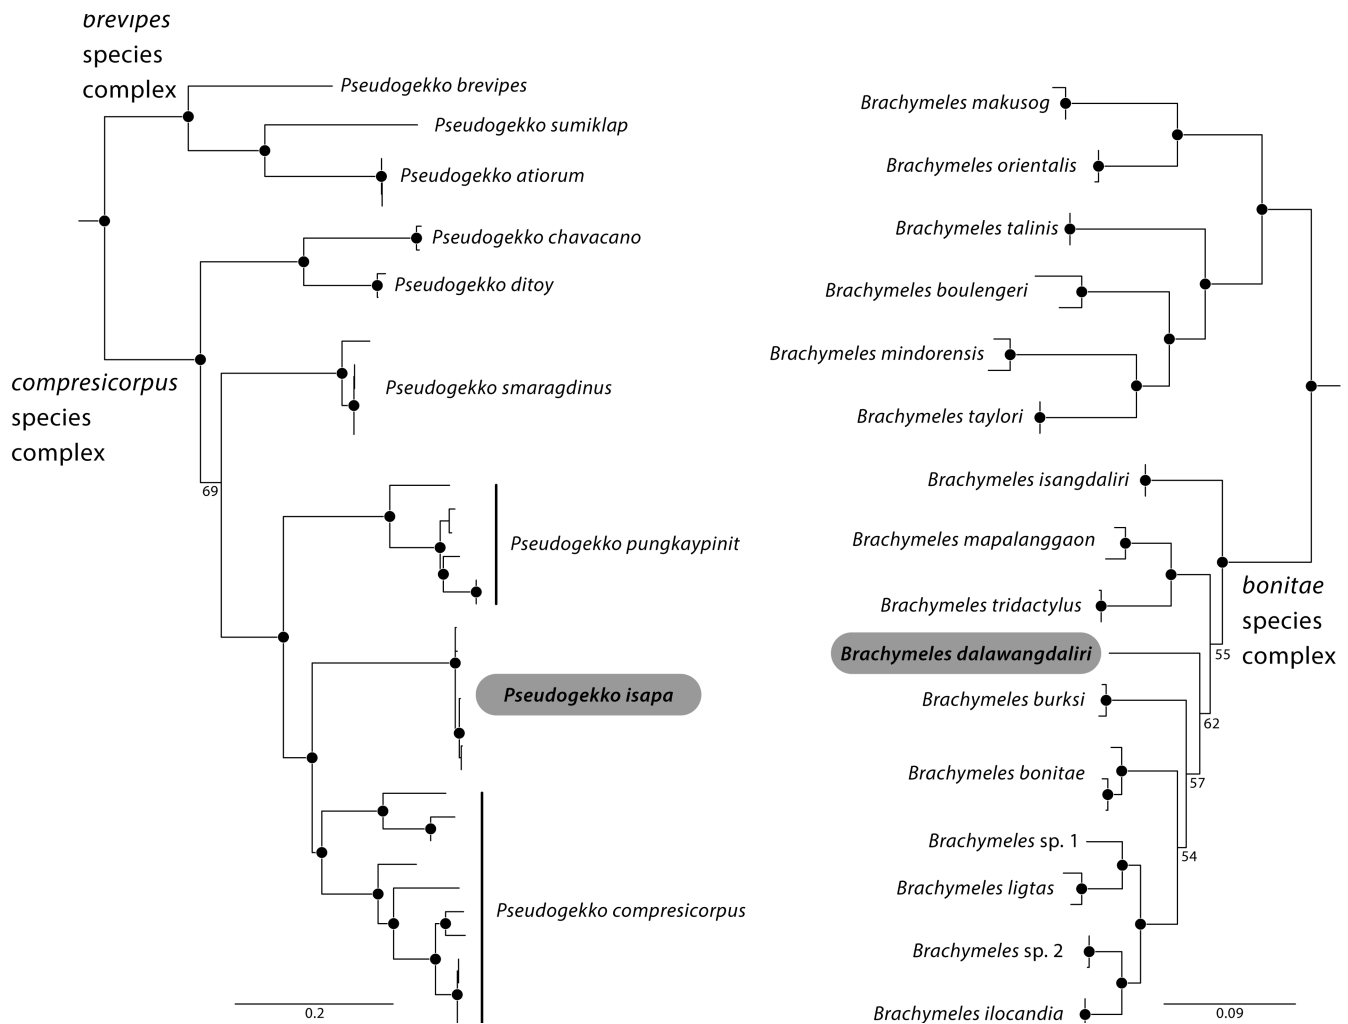 brevipes
species
complex
Pseudogekko brevipes
Pseudogekko sumiklap
Pseudogekko atiorum
Pseudogekko chavacano
Pseudogekko ditoy
compresicorpus
species
complex
Pseudogekko smaragdinus
69
Pseudogekko pungkaypinit
Pseudogekko isapa
Pseudogekko compresicorpus
0.2
Brachymeles makusog
Brachymeles orientalis
Brachymeles talinis
Brachymeles boulengeri
Brachymeles mindorensis
Brachymeles taylori
Brachymeles isangdaliri
Brachymeles mapalanggaon
bonitae
species
complex
Brachymeles tridactylus
55
Brachymeles dalawangdaliri
Brachymeles burksi
62
Brachymeles bonitae
57
Brachymeles sp. 1
54
Brachymeles ligtas
Brachymeles sp. 2
Brachymeles ilocandia
0.09